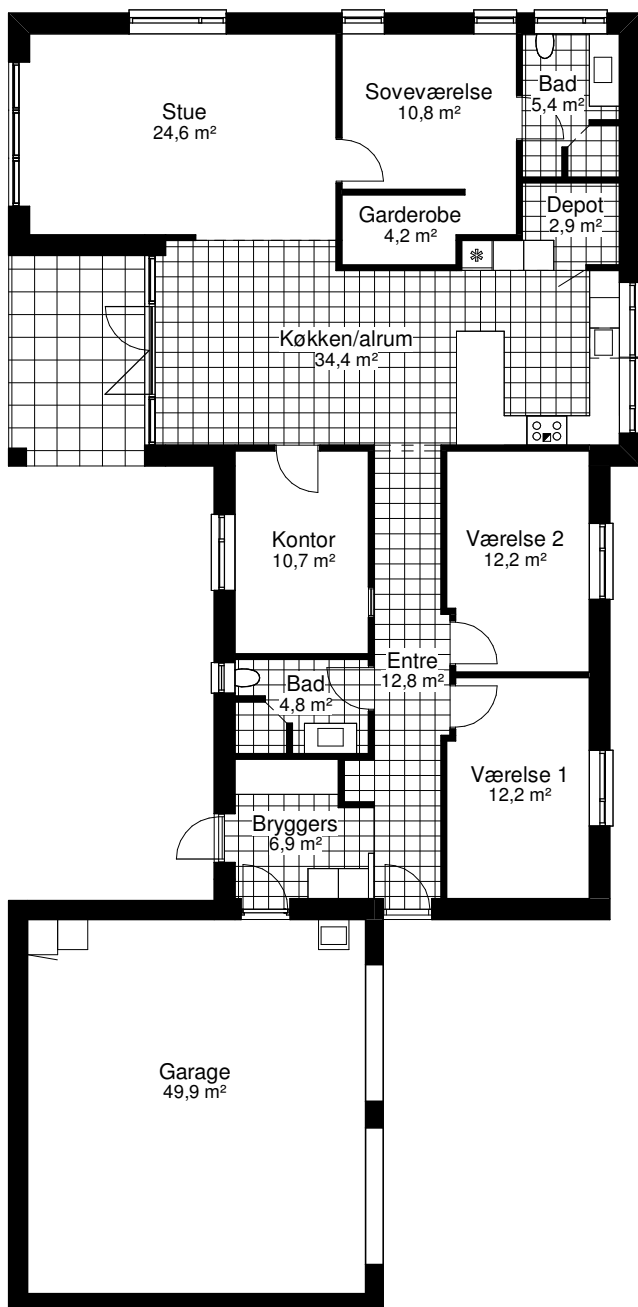 Stue
24,6 m²
Soveværelse
10,8 m²
Bad
5,4 m²
Garderobe
4,2 m²
Depot
2,9 m²
Køkken/alrum
34,4 m²
Kontor
10,7 m²
Værelse 2
12,2 m²
Entre
12,8 m²
Bad
4,8 m²
Værelse 1
12,2 m²
Bryggers
6,9 m²
Garage
49,9 m²